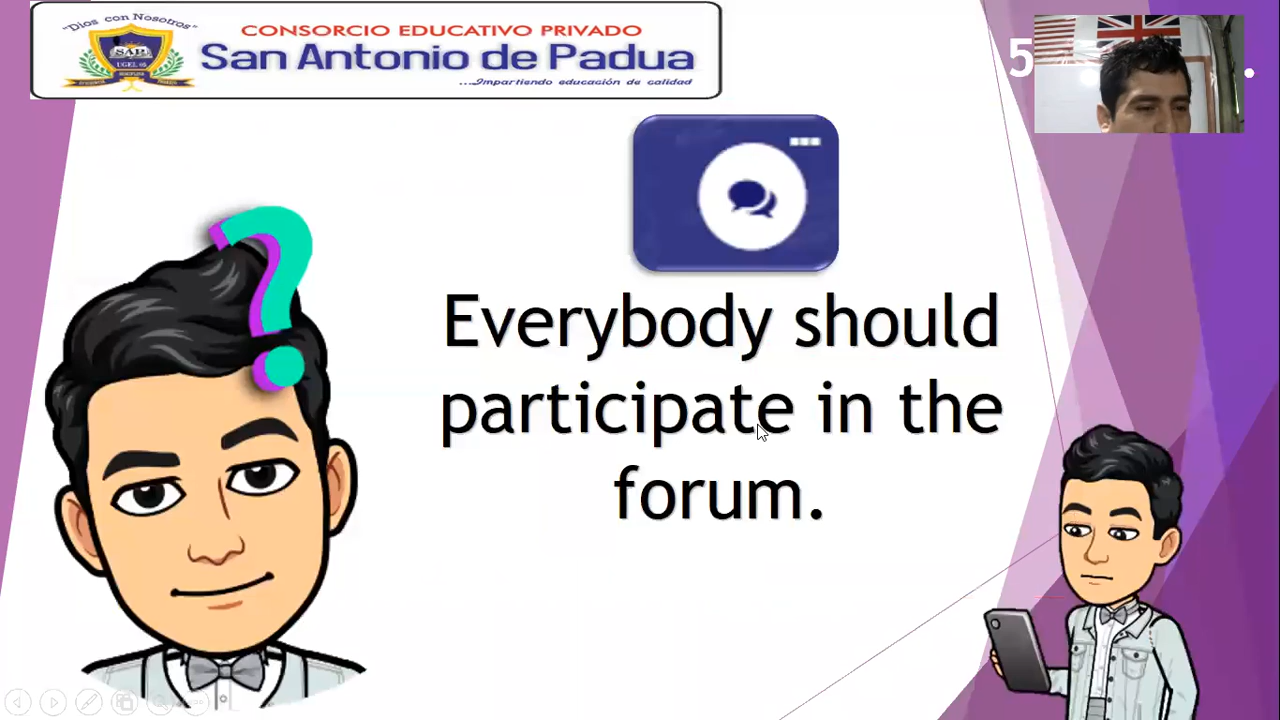 "Dios con Nosotros"
SAP
UGEL 05
CONSORCIO EDUCATIVO PRIVADO
San Antonio de Padua
...Impartiendo educación de calidad
5
.
Everybody should
participate in the
forum.